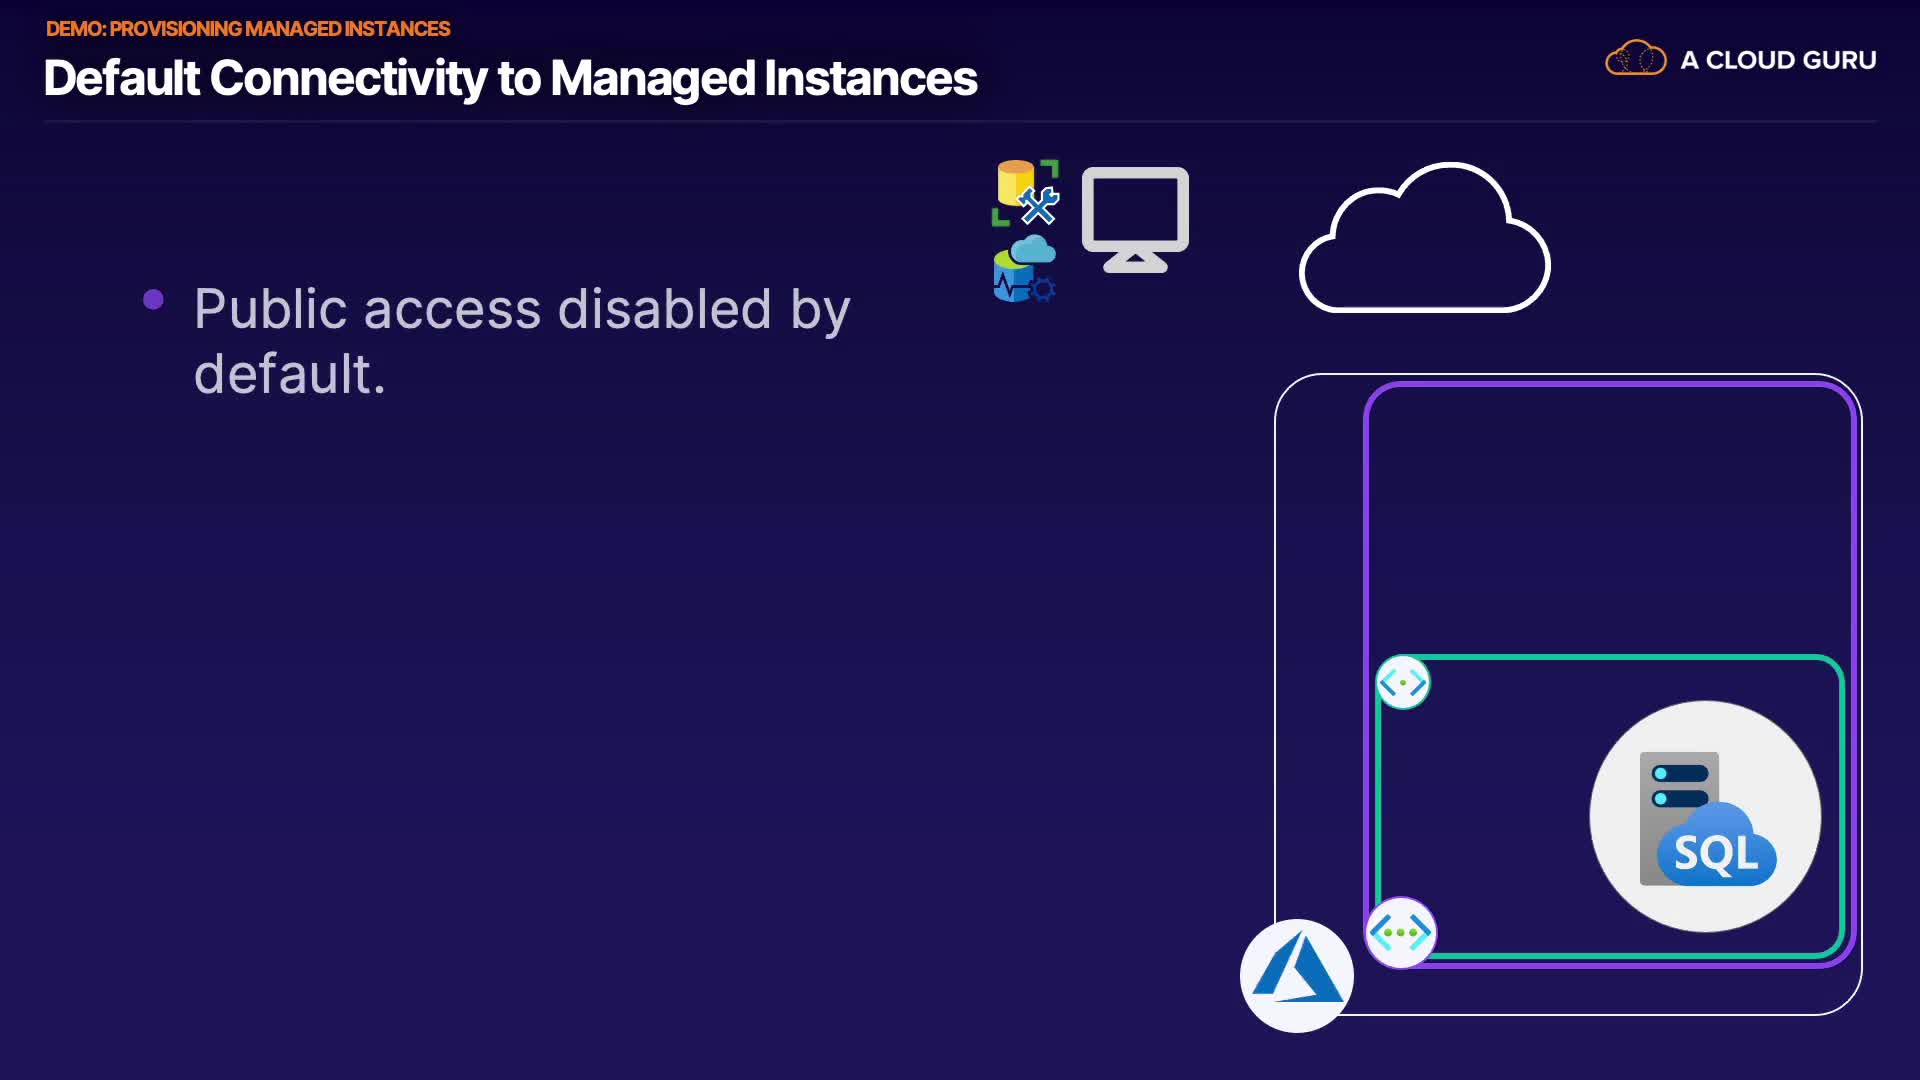 DEMO: PROVISIONING MANAGED INSTANCES
Default Connectivity to Managed Instances
A CLOUD GURU
Public access disabled by
default.
SQL